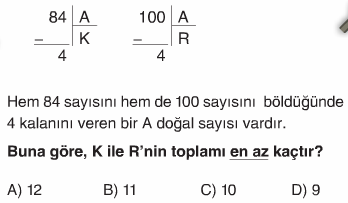 84 A 100 A
– K – R
4 4
Hem 84 sayısını hem de 100 sayısını böldüğünde
4 kalanını veren bir A doğal sayısı vardır.
Buna göre, K ile R'nin toplamı en az kaçtır?
A) 12 B) 11 C) 10 D) 9